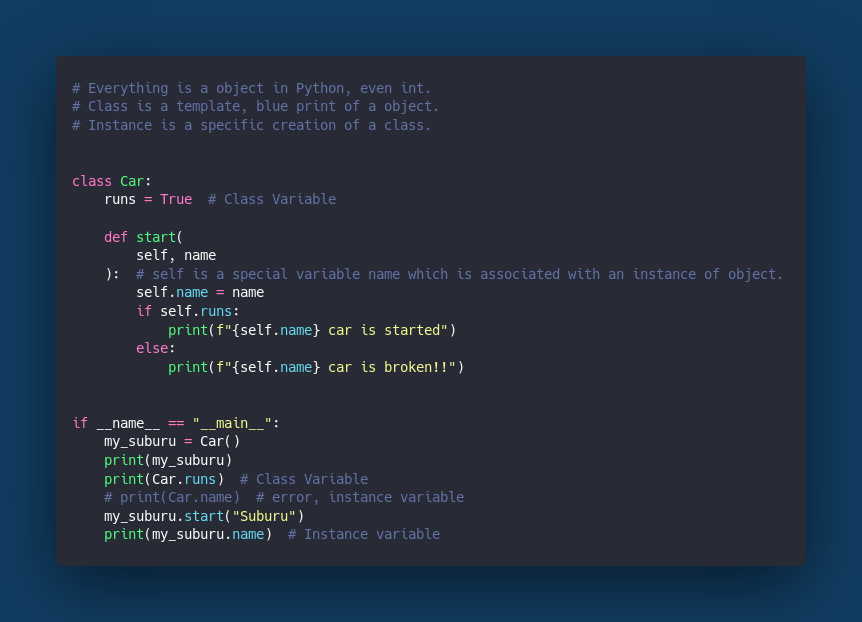 # Everything is a object in Python, even int.
# Class is a template, blue print of a object.
# Instance is a specific creation of a class.
class Car:
    runs = True  # Class Variable
    def start(
        self, name
    ):  # self is a special variable name which is associated with an instance of object.
        self.name = name
        if self.runs:
            print(f"{self.name} car is started")
        else:
            print(f"{self.name} car is broken!!")
if __name__ == "__main__":
    my_suburu = Car()
    print(my_suburu)
    print(Car.runs)  # Class Variable
    # print(Car.name)  # error, instance variable
    my_suburu.start("Suburu")
    print(my_suburu.name)  # Instance variable